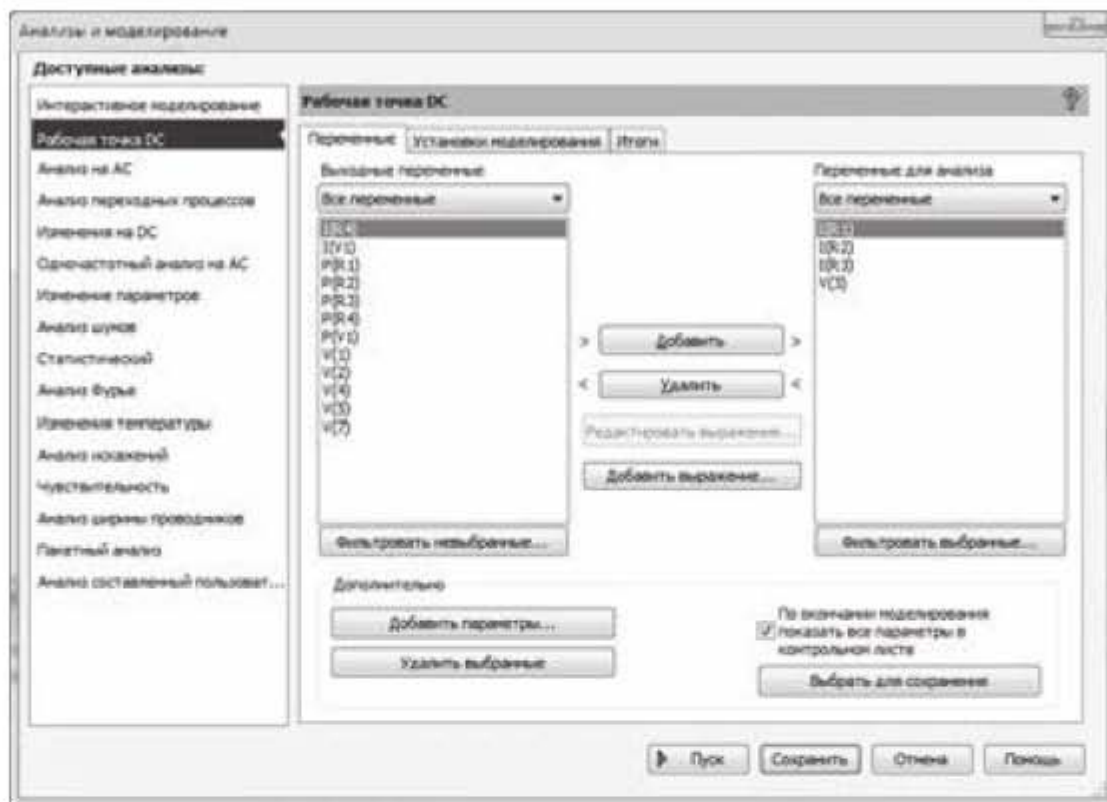 Анализы и моделирование
Доступные анализы:
Интерактивное моделирование
Рабочая точка DC
Анализ на AC
Анализ переходных процессов
Изменения на DC
Одночастотный анализ на AC
Изменение параметров
Анализ шумов
Статистический
Анализ Фурье
Изменения температуры
Анализ искажений
Чувствительность
Анализ ширины проводников
Пакетный анализ
Анализ составленный пользоват...
Рабочая точка DC
Переменные
Установки моделирования
Итоги
Выходные переменные
Все переменные
I(R4)
I(V1)
P(R1)
P(R2)
P(R3)
P(R4)
P(V1)
V(1)
V(2)
V(4)
V(5)
V(7)
Фильтровать невыбранные...
> Добавить >
< Удалить <
Редактировать выражение...
Добавить выражение...
Переменные для анализа
Все переменные
I(R1)
I(R2)
I(R3)
V(3)
Фильтровать выбранные...
Дополнительно
Добавить параметры...
Удалить выбранные
По окончании моделирования
показать все параметры в
контрольном листе
Выбрать для сохранения
Пуск
Сохранить
Отмена
Помощь